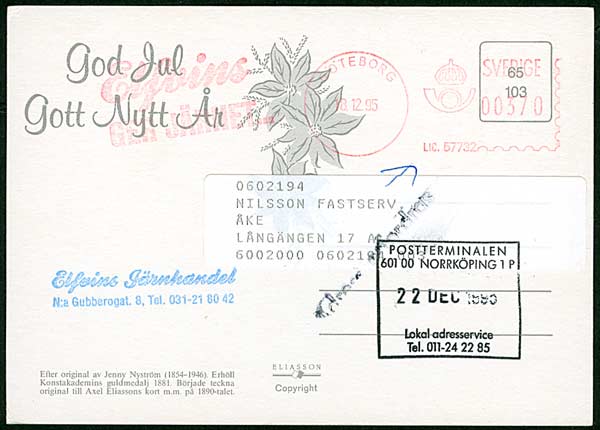 God Jul
Gott Nytt År
Elfvins
GÖTEBORG
12.95
SVERIGE
65
103
00370
LIC. 57732
0602194
NILSSON FASTSERV,
ÅKE
LÅNGÄNGEN 17 A
6002000 06021
POSTTERMINALEN
601 00 NORRKÖPING 1 P
22 DEC 1995
Lokal adresservice
Tel. 011-24 22 85
Elfvins Järnhandel
N:a Gubberogat. 8, Tel. 031-21 80 42
Efter original av Jenny Nyström (1854–1946). Erhöll
Konstakademins guldmedalj 1881. Började teckna
original till Axel Eliassons kort m.m. på 1890-talet.
ELIASSON
Copyright